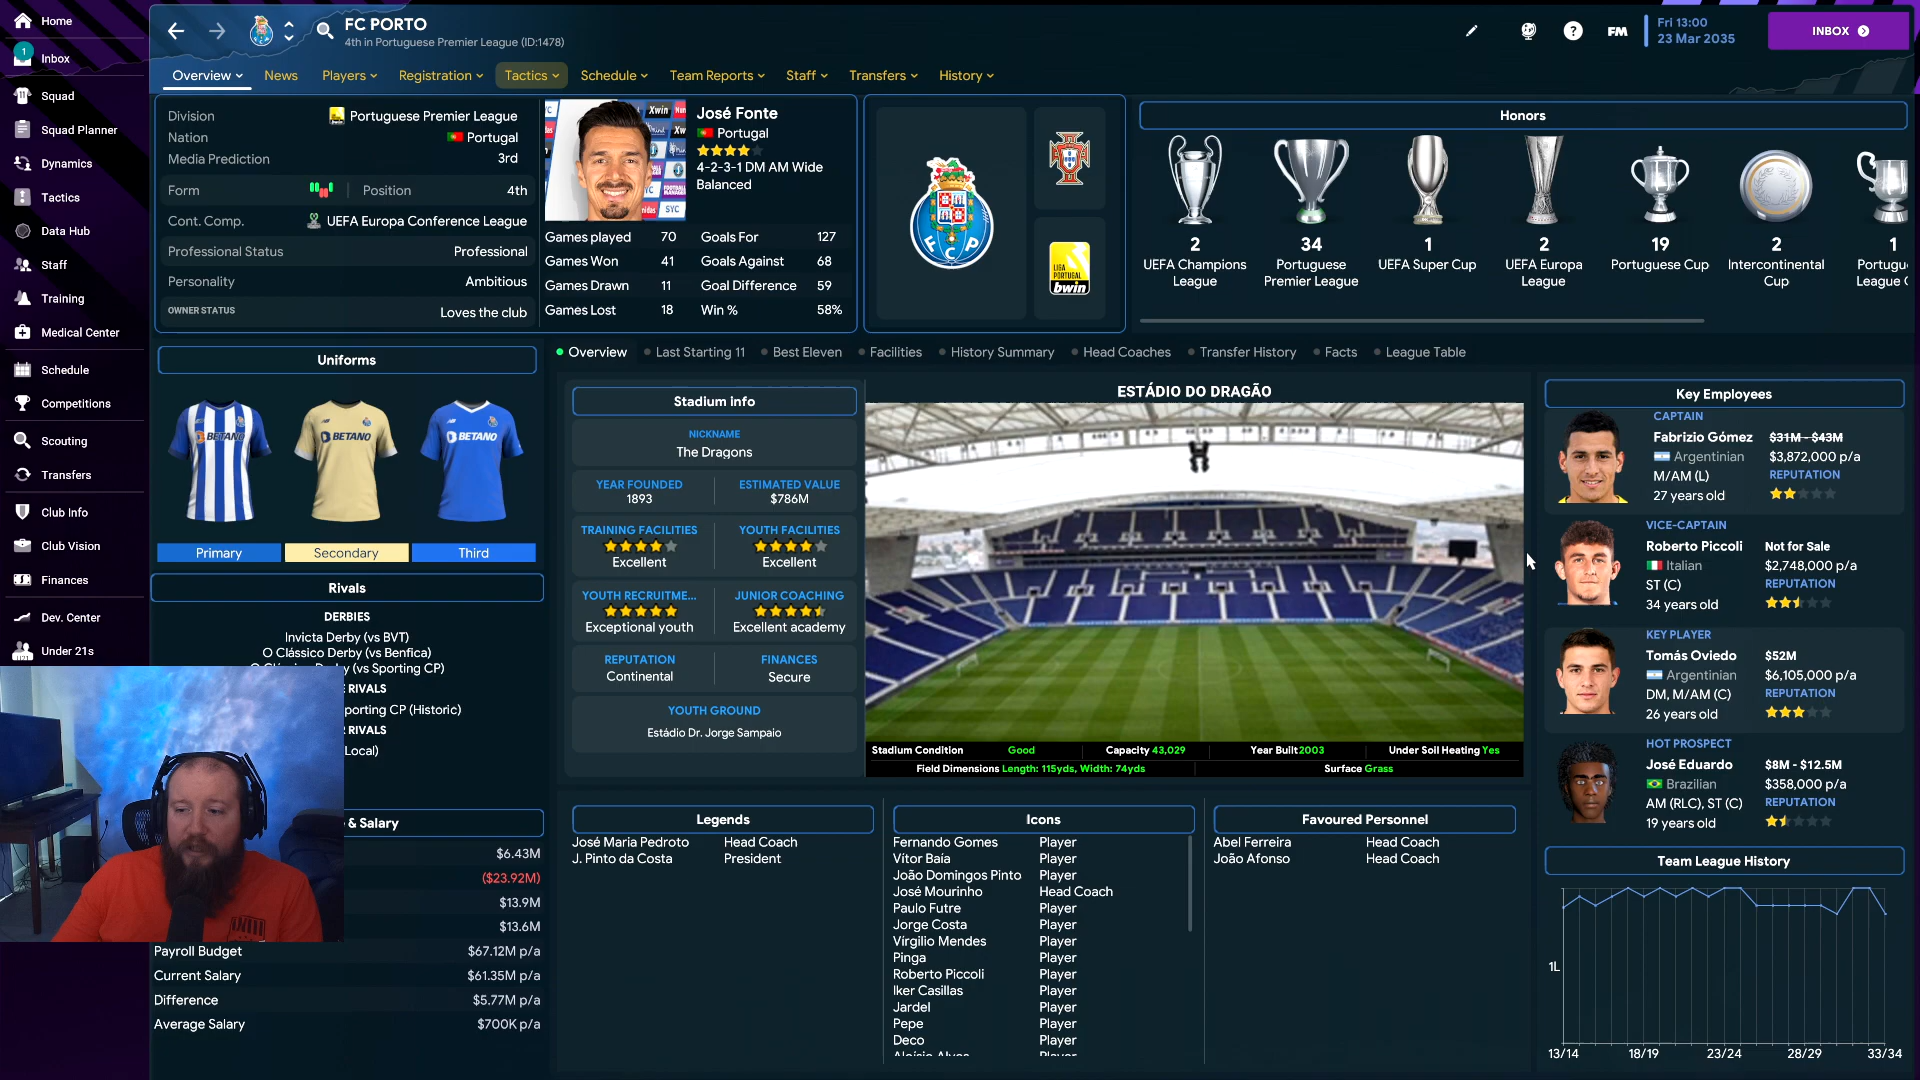 Home
1
Inbox
Squad
Squad Planner
Dynamics
Tactics
Data Hub
Staff
Training
Medical Center
Schedule
Competitions
Scouting
Transfers
Club Info
Club Vision
Finances
Dev. Center
Under 21s
FC PORTO
4th in Portuguese Premier League (ID:1478)
FM
Fri 13:00
23 Mar 2035
INBOX
Overview
News
Players
Registration
Tactics
Schedule
Team Reports
Staff
Transfers
History
Division Portuguese Premier League
Nation Portugal
Media Prediction 3rd
Form Position 4th
Cont. Comp. UEFA Europa Conference League
Professional Status Professional
Personality Ambitious
OWNER STATUS Loves the club
José Fonte
Portugal
4-2-3-1 DM AM Wide
Balanced
Games played 70 Goals For 127
Games Won 41 Goals Against 68
Games Drawn 11 Goal Difference 59
Games Lost 18 Win % 58%
FCP
LIGA PORTUGAL
bwin
Honors
2
UEFA Champions League
34
Portuguese Premier League
1
UEFA Super Cup
2
UEFA Europa League
19
Portuguese Cup
2
Intercontinental Cup
1
Uniforms
BETANO
BETANO
BETANO
Primary
Secondary
Third
Rivals
DERBIES
Invicta Derby (vs BVT)
O Clássico Derby (vs Benfica)
(vs Sporting CP)
RIVALS
porting CP (Historic)
RIVALS
Local)
& Salary
$6.43M
($23.92M)
$13.9M
$13.6M
Payroll Budget $67.12M p/a
Current Salary $61.35M p/a
Difference $5.77M p/a
Average Salary $700K p/a
Overview
Last Starting 11
Best Eleven
Facilities
History Summary
Head Coaches
Transfer History
Facts
League Table
Stadium info
NICKNAME
The Dragons
YEAR FOUNDED
1893
ESTIMATED VALUE
$786M
TRAINING FACILITIES
Excellent
YOUTH FACILITIES
Excellent
YOUTH RECRUITME...
Exceptional youth
JUNIOR COACHING
Excellent academy
REPUTATION
Continental
FINANCES
Secure
YOUTH GROUND
Estádio Dr. Jorge Sampaio
ESTÁDIO DO DRAGÃO
Stadium Condition Good Capacity 43,029 Year Built 2003 Under Soil Heating Yes
Field Dimensions Length: 115yds, Width: 74yds Surface Grass
Legends
José Maria Pedroto Head Coach
J. Pinto da Costa President
Icons
Fernando Gomes Player
Vítor Baía Player
João Domingos Pinto Player
José Mourinho Head Coach
Paulo Futre Player
Jorge Costa Player
Virgílio Mendes Player
Pinga Player
Roberto Piccoli Player
Iker Casillas Player
Jardel Player
Pepe Player
Deco Player
Favoured Personnel
Abel Ferreira Head Coach
João Afonso Head Coach
Key Employees
CAPTAIN
Fabrizio Gómez $31M - $43M
Argentinian $3,872,000 p/a
M/AM (L) REPUTATION
27 years old
VICE-CAPTAIN
Roberto Piccoli Not for Sale
Italian $2,748,000 p/a
ST (C) REPUTATION
34 years old
KEY PLAYER
Tomás Oviedo $52M
Argentinian $6,105,000 p/a
DM, M/AM (C) REPUTATION
26 years old
HOT PROSPECT
José Eduardo $8M - $12.5M
Brazilian $358,000 p/a
AM (RLC), ST (C) REPUTATION
19 years old
Team League History
1L
13/14 18/19 23/24 28/29 33/34